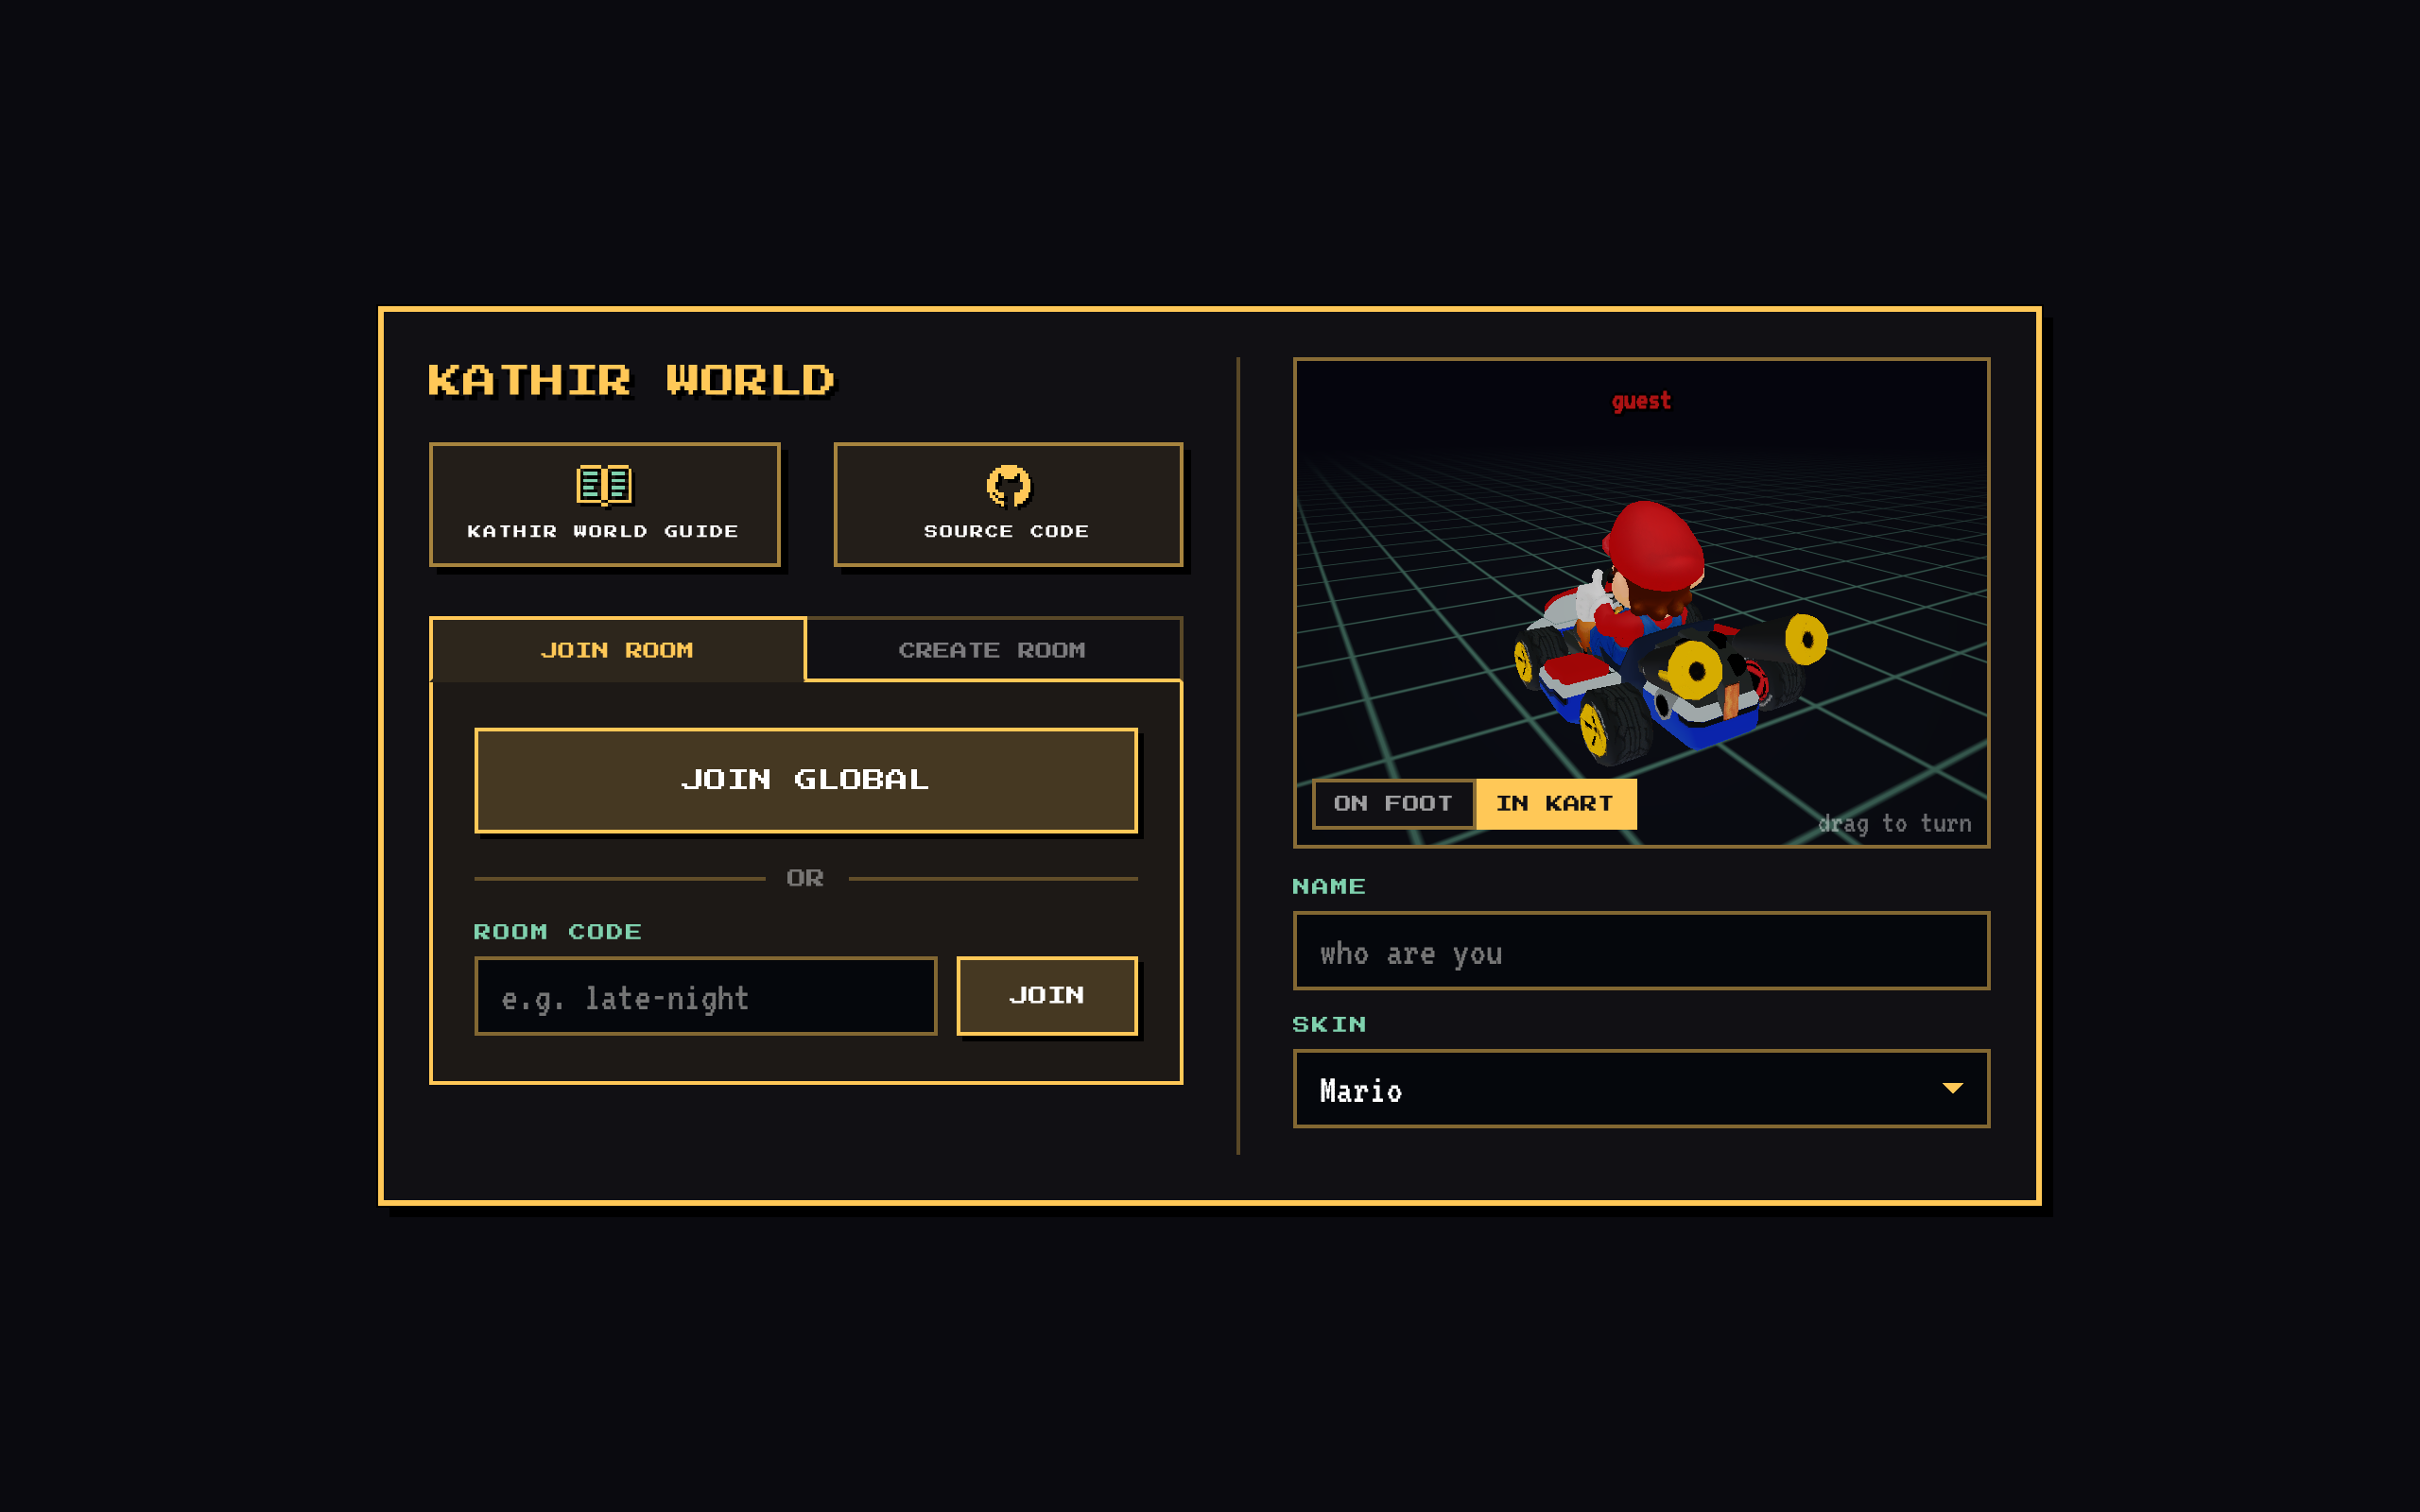 KATHIR WORLD
KATHIR WORLD GUIDE
SOURCE CODE
JOIN ROOM
CREATE ROOM
JOIN GLOBAL
OR
ROOM CODE
e.g. late-night
JOIN
guest
ON FOOT
IN KART
drag to turn
NAME
who are you
SKIN
Mario